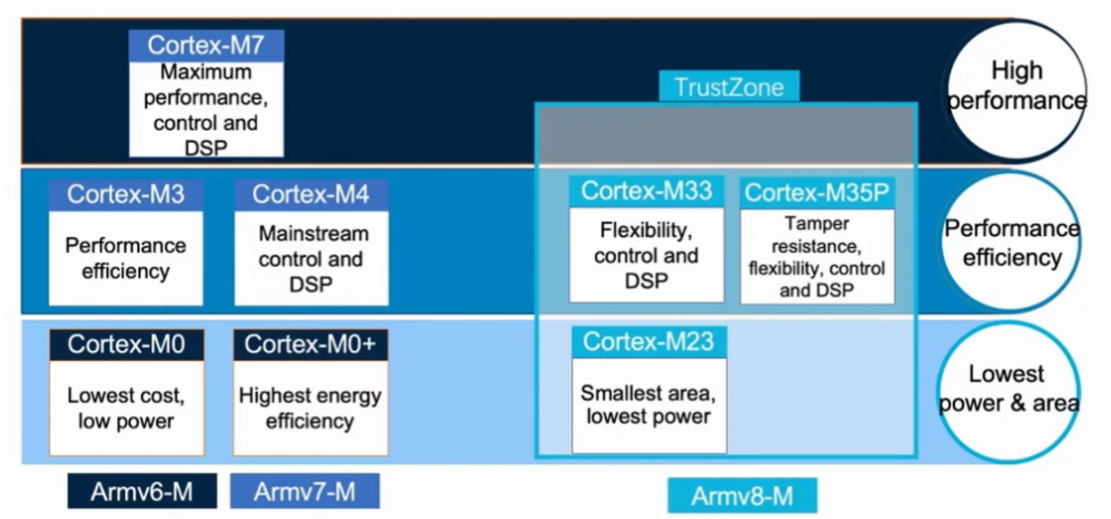 Cortex-M7
Maximum
performance,
control and
DSP
TrustZone
High
performance
Cortex-M3
Performance
efficiency
Cortex-M4
Mainstream
control and
DSP
Cortex-M33
Flexibility,
control and
DSP
Cortex-M35P
Tamper
resistance,
flexibility, control
and DSP
Performance
efficiency
Cortex-M0
Lowest cost,
low power
Cortex-M0+
Highest energy
efficiency
Cortex-M23
Smallest area,
lowest power
Lowest
power & area
Armv6-M
Armv7-M
Armv8-M